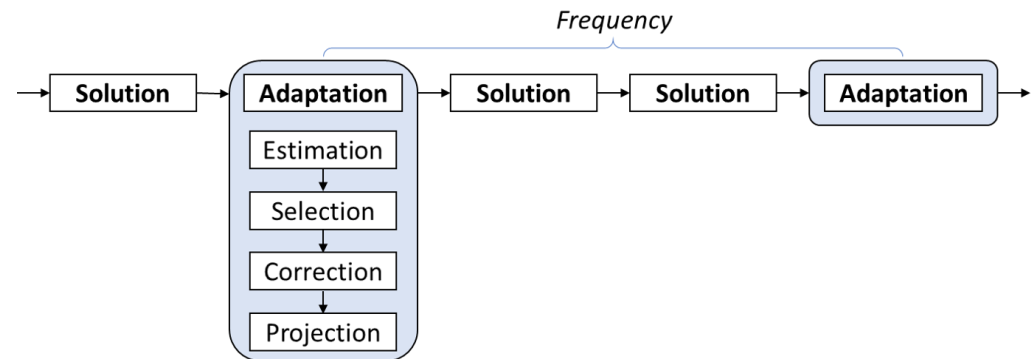 Frequency
Solution
Adaptation
Solution
Solution
Adaptation
Estimation
Selection
Correction
Projection